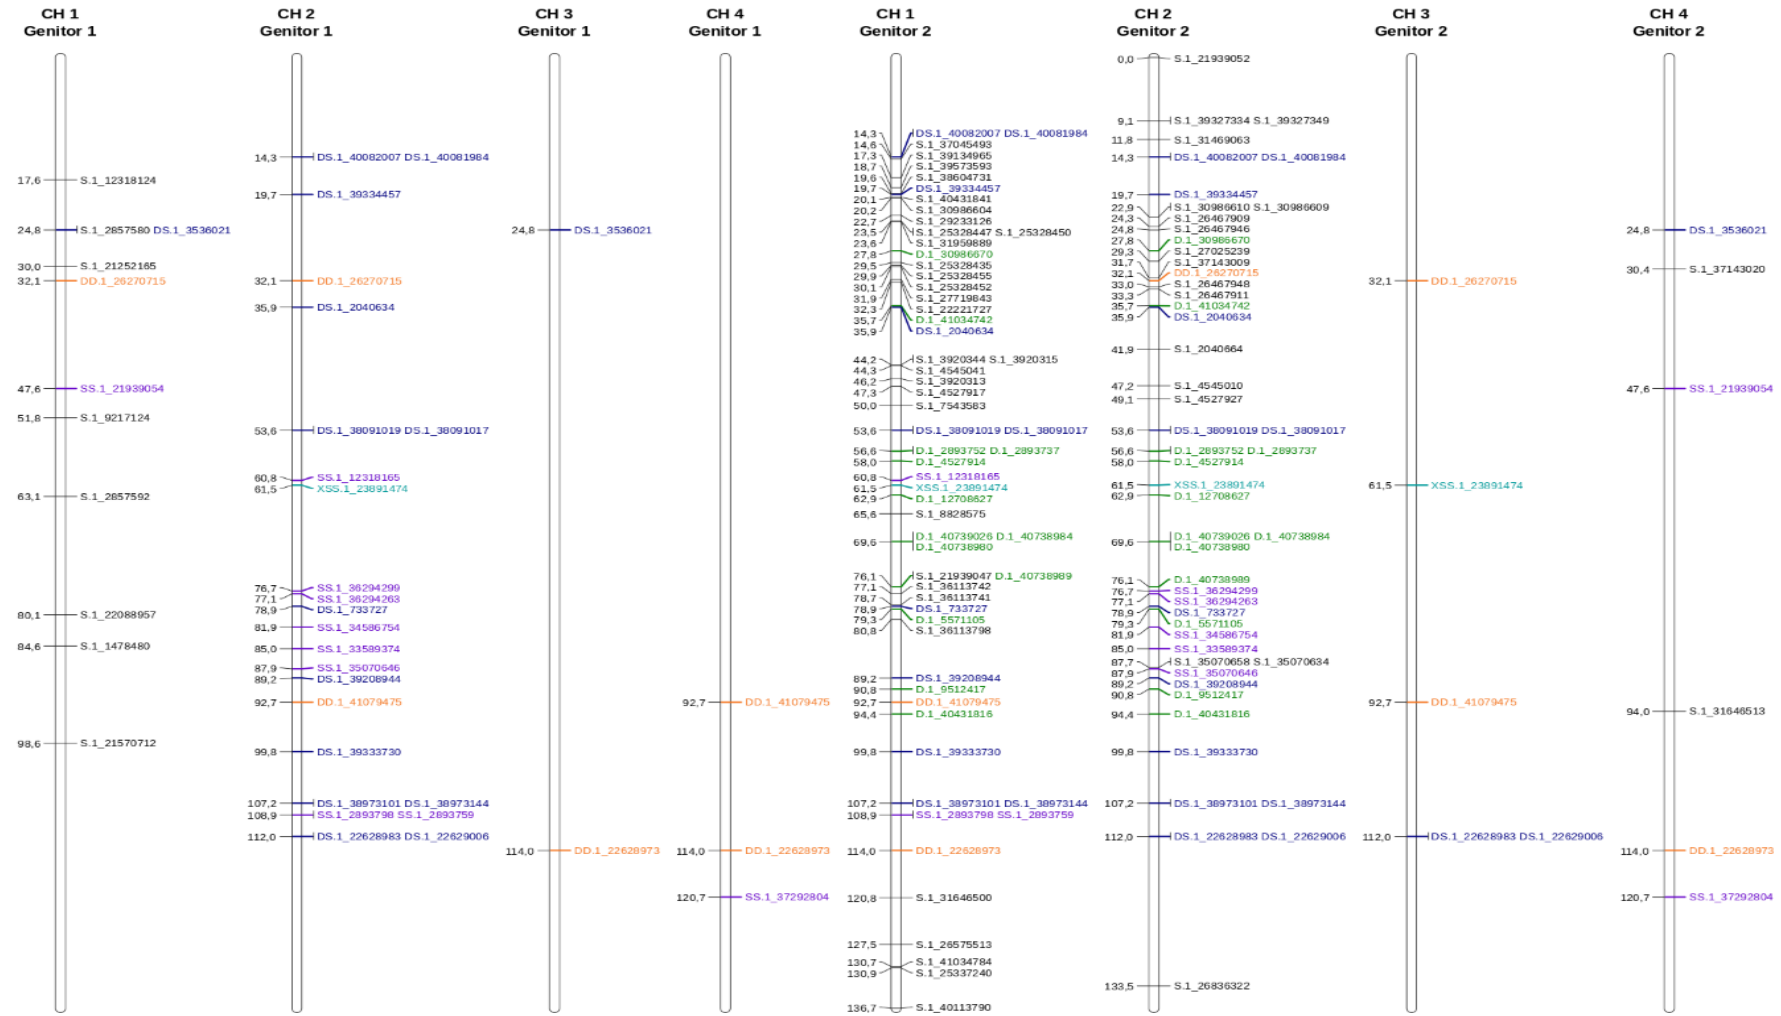 CH 1
Genitor 1
17,6 S.1_12318124
24,8 S.1_2857580 DS.1_3536021
30,0 S.1_21252165
32,1 DD.1_26270715
47,6 SS.1_21939054
51,8 S.1_9217124
63,1 S.1_2857592
80,1 S.1_22088957
84,6 S.1_1478480
98,6 S.1_21570712
CH 2
Genitor 1
14,3 DS.1_40082007 DS.1_40081984
19,7 DS.1_39334457
32,1 DD.1_26270715
35,9 DS.1_2040634
53,6 DS.1_38091019 DS.1_38091017
60,8 SS.1_12318165
61,5 XSS.1_23891474
76,7 SS.1_36294299
77,1 SS.1_36294263
78,9 DS.1_733727
81,9 SS.1_34586754
85,0 SS.1_33589374
87,9 SS.1_35070646
89,2 DS.1_39208944
92,7 DD.1_41079475
99,8 DS.1_39333730
107,2 DS.1_38973101 DS.1_38973144
108,9 SS.1_2893798 SS.1_2893759
112,0 DS.1_22628983 DS.1_22629006
CH 3
Genitor 1
24,8 DS.1_3536021
114,0 DD.1_22628973
CH 4
Genitor 1
92,7 DD.1_41079475
114,0 DD.1_22628973
120,7 SS.1_37292804
CH 1
Genitor 2
14,3 DS.1_40082007 DS.1_40081984
14,6 S.1_37045493
17,3 S.1_39134965
18,7 S.1_39573593
19,6 S.1_38604731
19,7 DS.1_39334457
20,1 S.1_40431841
20,2 S.1_30986604
22,7 S.1_29233126
23,5 S.1_25328447 S.1_25328450
23,6 S.1_31959889
27,8 D.1_30986670
29,5 S.1_25328435
29,9 S.1_25328455
30,1 S.1_25328452
31,9 S.1_27719843
32,3 S.1_22221727
35,7 D.1_41034742
35,9 DS.1_2040634
44,2 S.1_3920344 S.1_3920315
44,3 S.1_4545041
46,2 S.1_3920313
47,3 S.1_4527917
50,0 S.1_7543583
53,6 DS.1_38091019 DS.1_38091017
56,6 D.1_2893752 D.1_2893737
58,0 D.1_4527914
60,8 SS.1_12318165
61,5 XSS.1_23891474
62,9 D.1_12708627
65,6 S.1_8828575
69,6 D.1_40739026 D.1_40738984
D.1_40738980
76,1 S.1_21939047 D.1_40738989
77,1 S.1_36113742
78,7 S.1_36113741
78,9 DS.1_733727
79,3 D.1_5571105
80,8 S.1_36113798
89,2 DS.1_39208944
90,8 D.1_9512417
92,7 DD.1_41079475
94,4 D.1_40431816
99,8 DS.1_39333730
107,2 DS.1_38973101 DS.1_38973144
108,9 SS.1_2893798 SS.1_2893759
114,0 DD.1_22628973
120,8 S.1_31646500
127,5 S.1_26575513
130,7 S.1_41034784
130,9 S.1_25337240
136,7 S.1_40113790
CH 2
Genitor 2
0,0 S.1_21939052
9,1 S.1_39327334 S.1_39327349
11,8 S.1_31469063
14,3 DS.1_40082007 DS.1_40081984
19,7 DS.1_39334457
22,9 S.1_30986610 S.1_30986609
24,3 S.1_26467909
24,8 S.1_26467946
27,8 D.1_30986670
29,3 S.1_27025239
31,7 S.1_37143009
32,1 DD.1_26270715
33,0 S.1_26467948
33,3 S.1_26467911
35,7 D.1_41034742
35,9 DS.1_2040634
41,9 S.1_2040664
47,2 S.1_4545010
49,1 S.1_4527927
53,6 DS.1_38091019 DS.1_38091017
56,6 D.1_2893752 D.1_2893737
58,0 D.1_4527914
61,5 XSS.1_23891474
62,9 D.1_12708627
69,6 D.1_40739026 D.1_40738984
D.1_40738980
76,1 D.1_40738989
76,7 SS.1_36294299
77,1 SS.1_36294263
78,9 DS.1_733727
79,3 D.1_5571105
81,9 SS.1_34586754
85,0 SS.1_33589374
87,7 S.1_35070658 S.1_35070634
87,9 SS.1_35070646
89,2 DS.1_39208944
90,8 D.1_9512417
94,4 D.1_40431816
99,8 DS.1_39333730
107,2 DS.1_38973101 DS.1_38973144
112,0 DS.1_22628983 DS.1_22629006
133,5 S.1_26836322
CH 3
Genitor 2
32,1 DD.1_26270715
61,5 XSS.1_23891474
92,7 DD.1_41079475
112,0 DS.1_22628983 DS.1_22629006
CH 4
Genitor 2
24,8 DS.1_3536021
30,4 S.1_37143020
47,6 SS.1_21939054
94,0 S.1_31646513
114,0 DD.1_22628973
120,7 SS.1_37292804